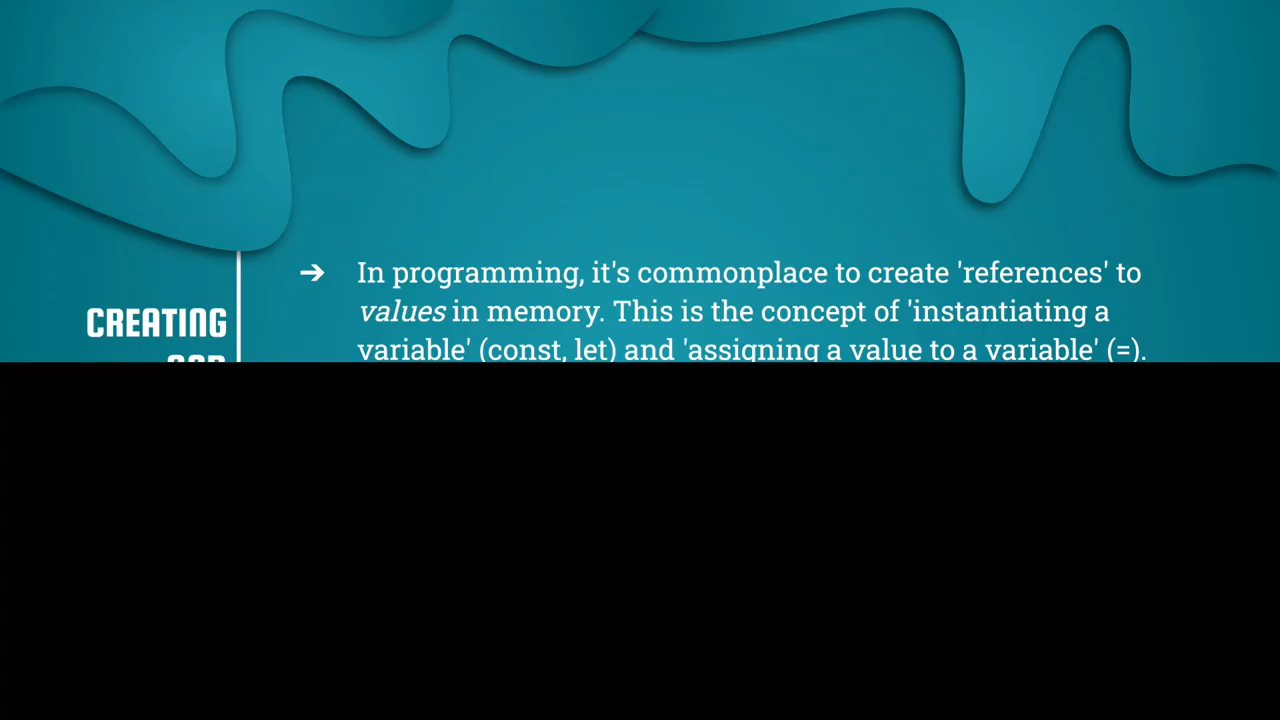 CREATING
➔ In programming, it's commonplace to create 'references' to
values in memory. This is the concept of 'instantiating a
variable' (const, let) and 'assigning a value to a variable' (=).